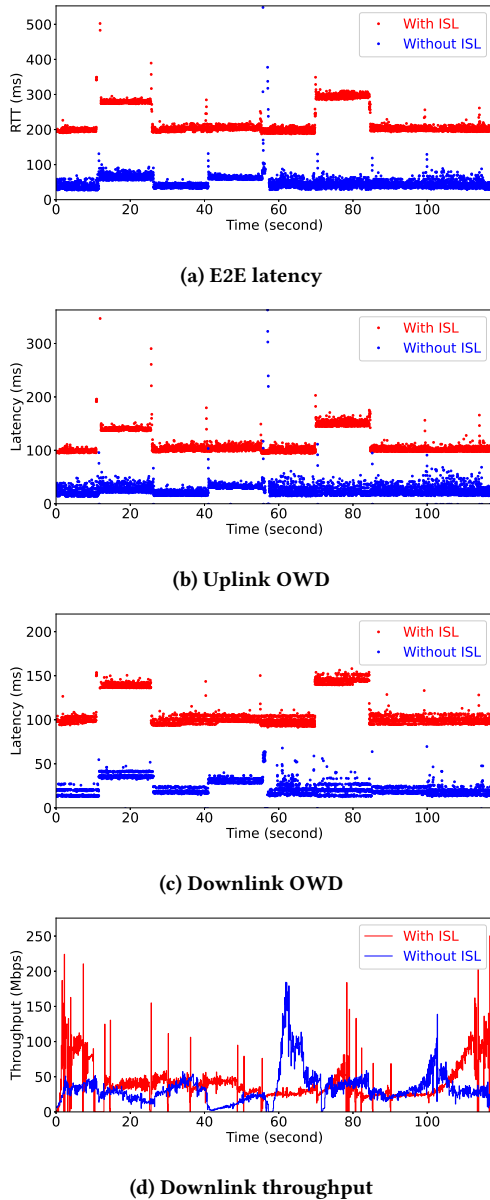 500
400
300
200
100
0
RTT (ms)
With ISL
Without ISL
0 20 40 60 80 100
Time (second)
(a) E2E latency
300
200
100
0
Latency (ms)
With ISL
Without ISL
0 20 40 60 80 100
Time (second)
(b) Uplink OWD
200
150
100
50
0
Latency (ms)
With ISL
Without ISL
0 20 40 60 80 100
Time (second)
(c) Downlink OWD
250
200
150
100
50
0
Throughput (Mbps)
With ISL
Without ISL
0 20 40 60 80 100
Time (second)
(d) Downlink throughput